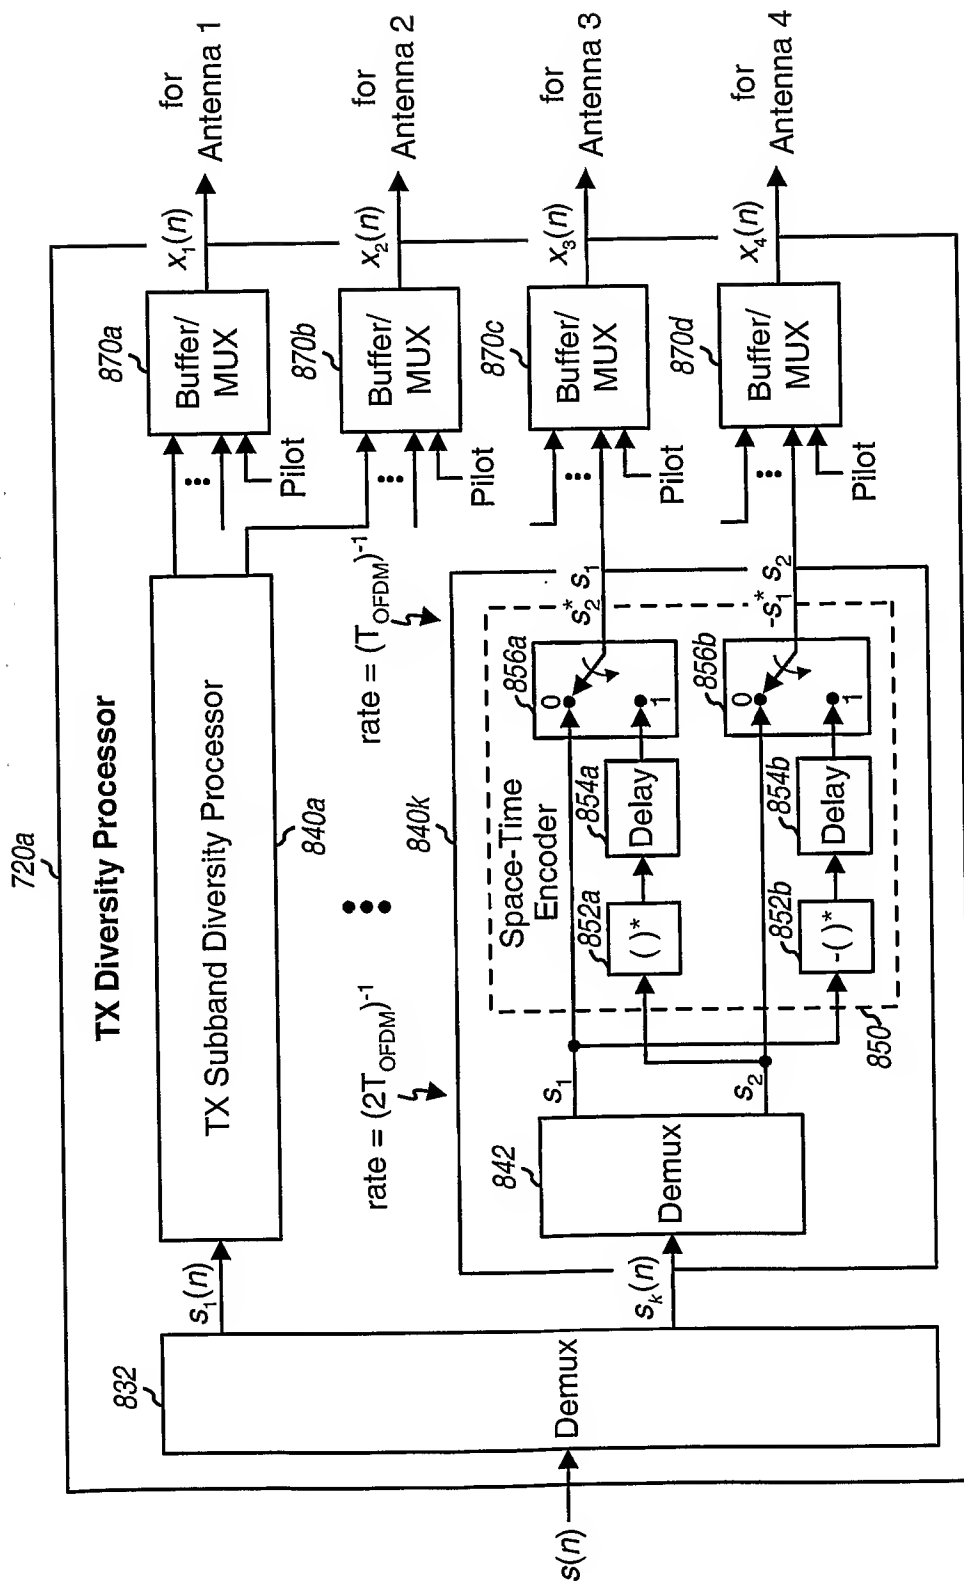 720a
TX Diversity Processor
832
Demux
s(n)
s₁(n)
TX Subband Diversity Processor
840a
870a
Buffer/
MUX
Pilot
x₁(n)
for
Antenna 1
870b
Buffer/
MUX
Pilot
x₂(n)
for
Antenna 2
rate = (2T_OFDM)⁻¹
rate = (T_OFDM)⁻¹
840k
sₖ(n)
842
Demux
s₁
s₂
Space-Time
Encoder
850
852a
( )*
854a
Delay
856a
0
1
s₂* s₁
852b
-( )*
854b
Delay
856b
0
1
-s₁* s₂
870c
Buffer/
MUX
Pilot
x₃(n)
for
Antenna 3
870d
Buffer/
MUX
Pilot
x₄(n)
for
Antenna 4